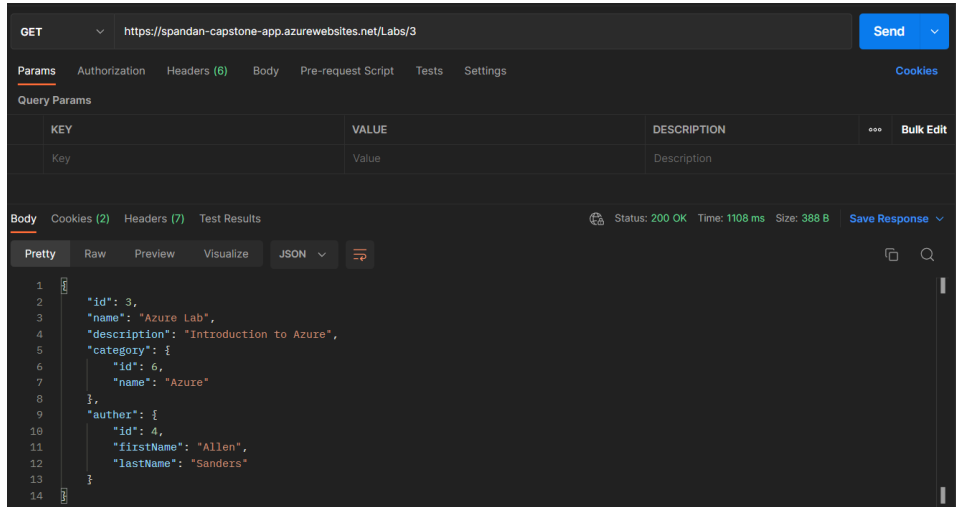 GET https://spandan-capstone-app.azurewebsites.net/Labs/3 Send
Params Authorization Headers (6) Body Pre-request Script Tests Settings Cookies
Query Params
KEY VALUE DESCRIPTION ooo Bulk Edit
Key Value Description
Body Cookies (2) Headers (7) Test Results Status: 200 OK Time: 1108 ms Size: 388 B Save Response
Pretty Raw Preview Visualize JSON
1 {
2 "id": 3,
3 "name": "Azure Lab",
4 "description": "Introduction to Azure",
5 "category": {
6 "id": 6,
7 "name": "Azure"
8 },
9 "auther": {
10 "id": 4,
11 "firstName": "Allen",
12 "lastName": "Sanders"
13 }
14 }